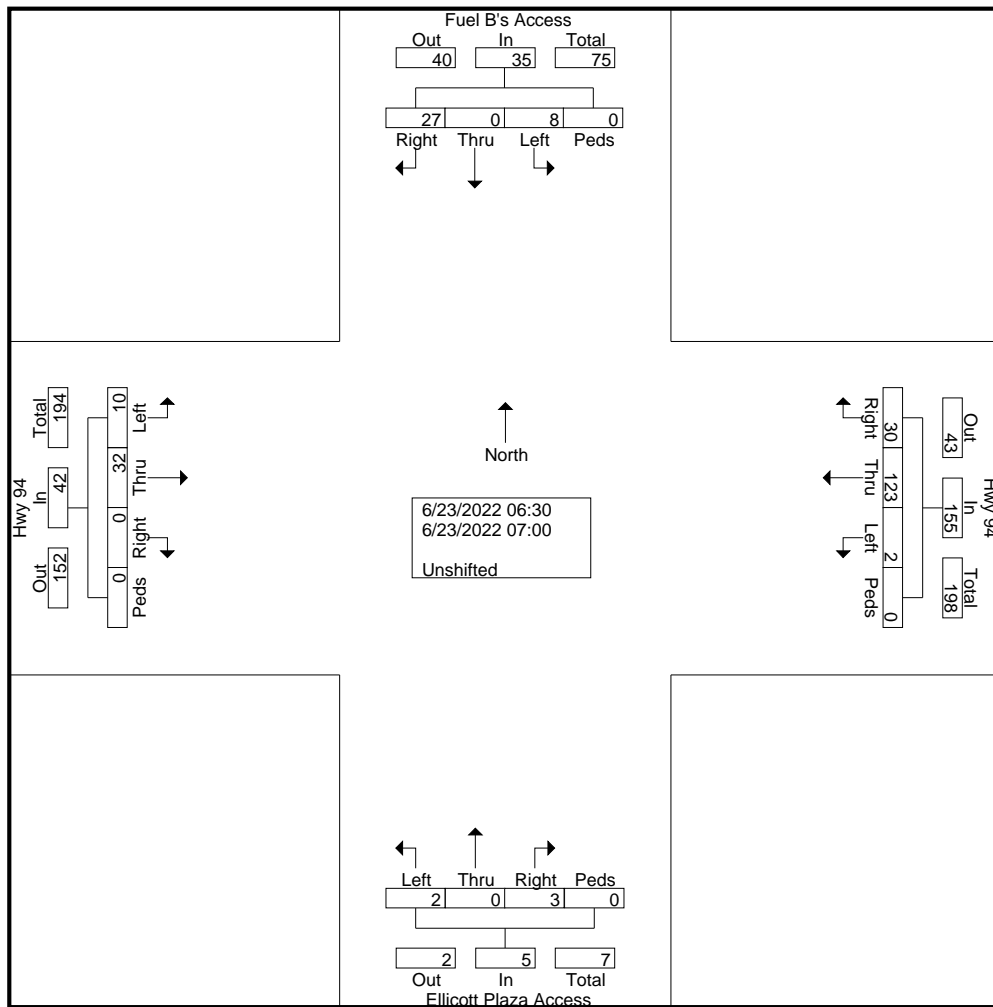 Fuel B's Access
Out In Total
40 35 75
27 0 8 0
Right Thru Left Peds
Hwy 94
Total In Out
194 42 152
10 32 0 0
Left Thru Right Peds
North
6/23/2022 06:30
6/23/2022 07:00
Unshifted
Right Thru Left Peds
30 123 2 0
Out In Total
43 155 198
Hwy 94
Left Thru Right Peds
2 0 3 0
2 5 7
Out In Total
Ellicott Plaza Access